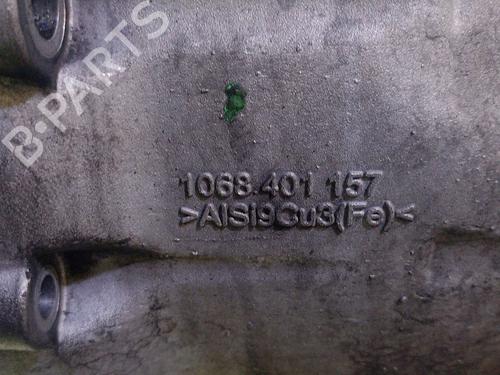 B-PARTS
1068.401 157
>AlSi9Cu3(Fe)<